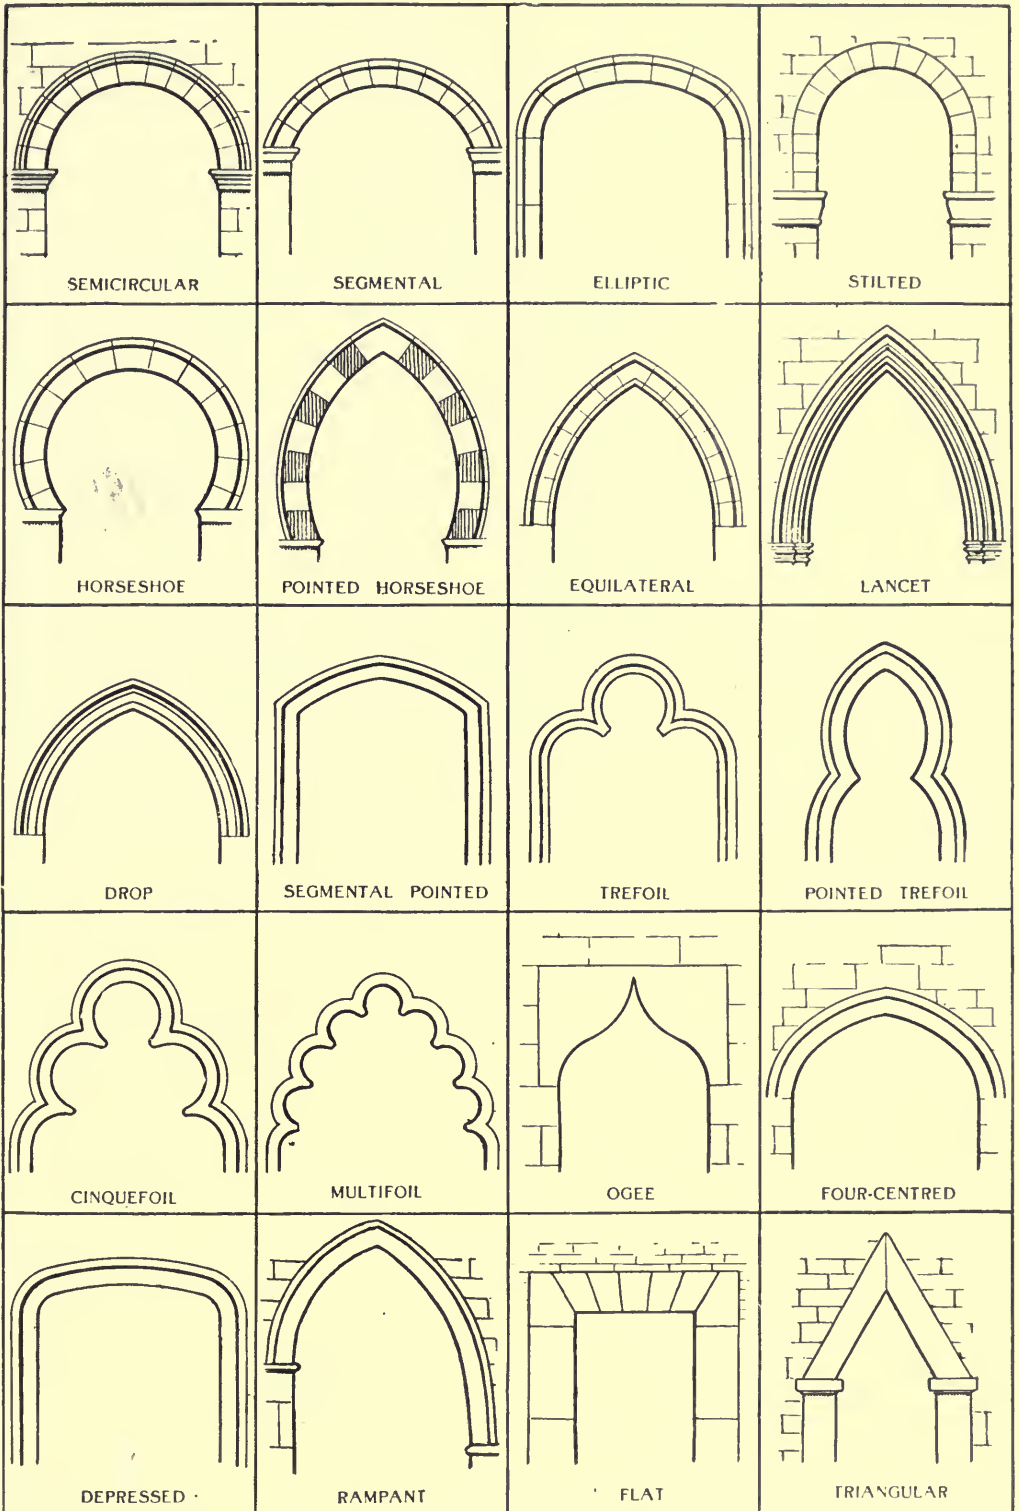 SEMICIRCULAR
SEGMENTAL
ELLIPTIC
STILTED
HORSESHOE
POINTED HORSESHOE
EQUILATERAL
LANCET
DROP
SEGMENTAL POINTED
TREFOIL
POINTED TREFOIL
CINQUEFOIL
MULTIFOIL
OGEE
FOUR-CENTRED
DEPRESSED
RAMPANT
FLAT
TRIANGULAR